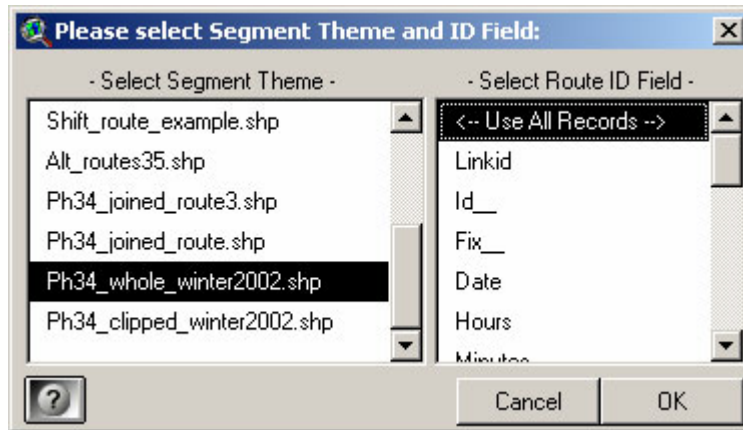 Please select Segment Theme and ID Field:
- Select Segment Theme -
Shift_route_example.shp
Alt_routes35.shp
Ph34_joined_route3.shp
Ph34_joined_route.shp
Ph34_whole_winter2002.shp
Ph34_clipped_winter2002.shp
- Select Route ID Field -
<-- Use All Records -->
Linkid
Id__
Fix__
Date
Hours
Minutes
?
Cancel
OK